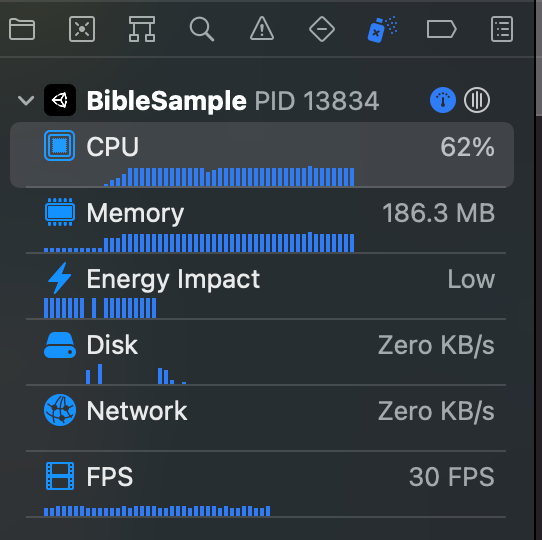 BibleSample PID 13834
CPU 62%
Memory 186.3 MB
Energy Impact Low
Disk Zero KB/s
Network Zero KB/s
FPS 30 FPS